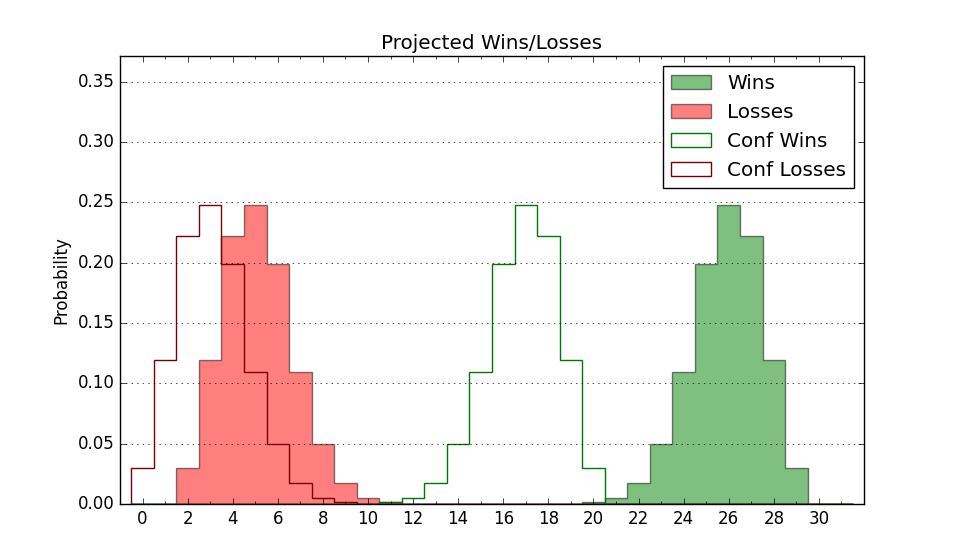 Projected Wins/Losses
Wins
Losses
Conf Wins
Conf Losses
Probability
0.35
0.30
0.25
0.20
0.15
0.10
0.05
0.00
0 2 4 6 8 10 12 14 16 18 20 22 24 26 28 30